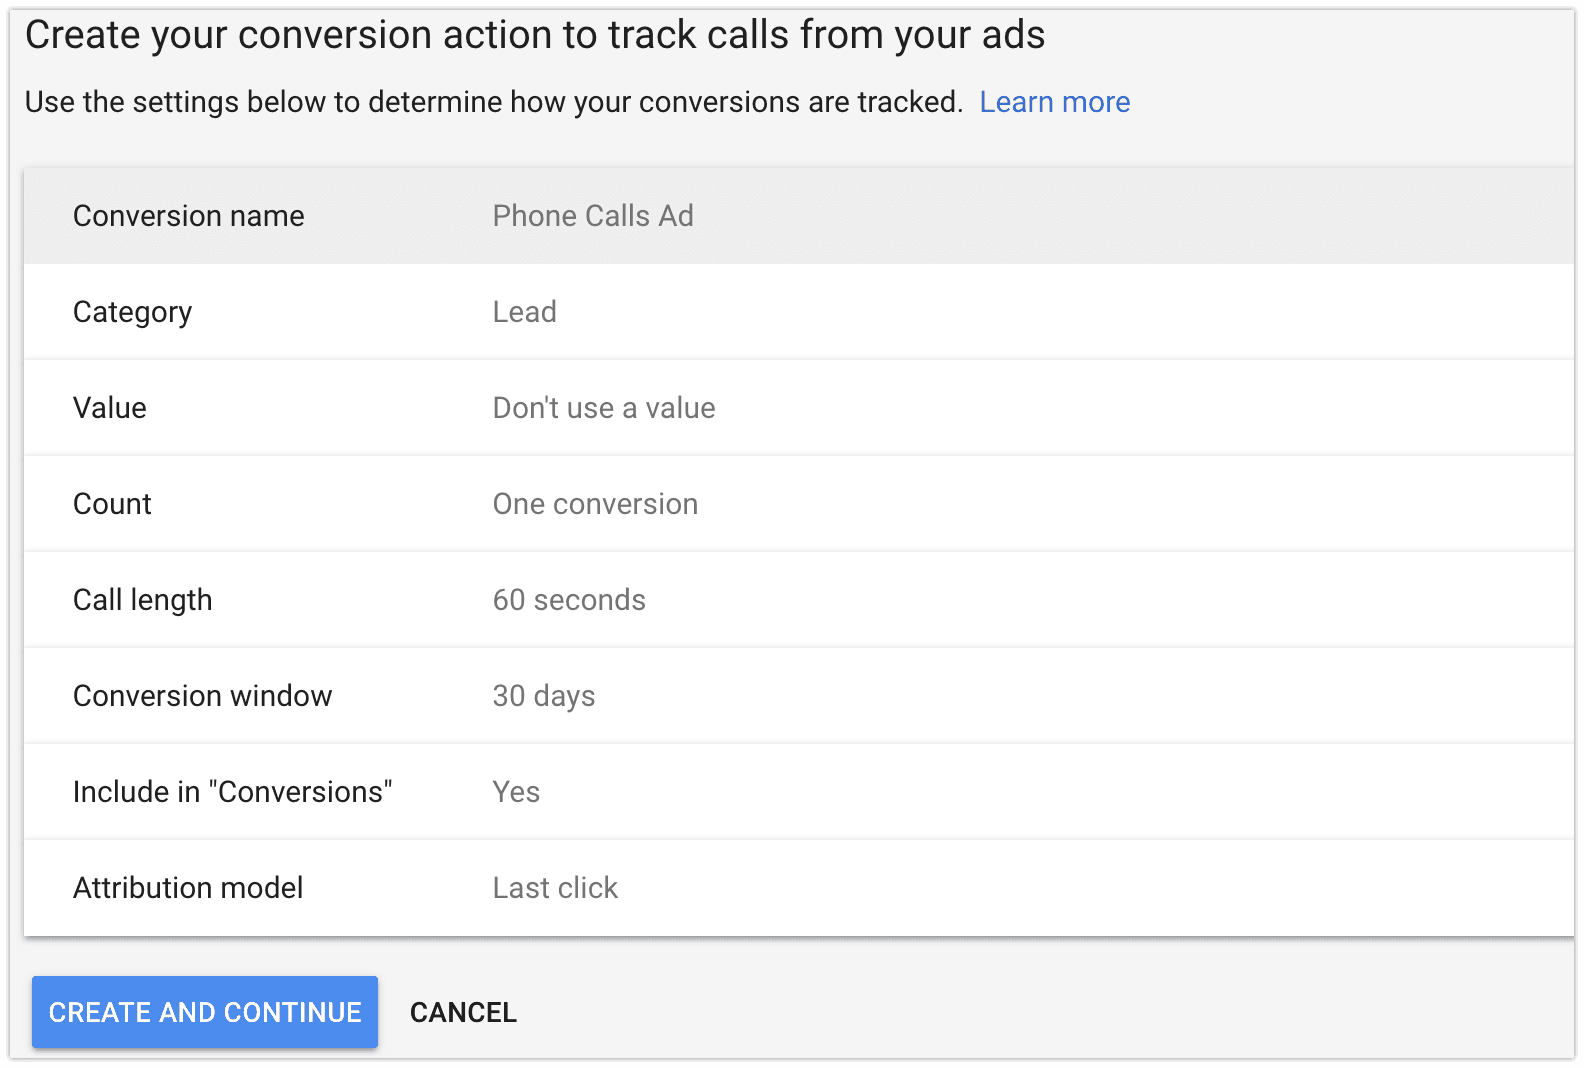 Create your conversion action to track calls from your ads
Use the settings below to determine how your conversions are tracked. Learn more
Conversion name Phone Calls Ad
Category Lead
Value Don't use a value
Count One conversion
Call length 60 seconds
Conversion window 30 days
Include in "Conversions" Yes
Attribution model Last click
CREATE AND CONTINUE CANCEL